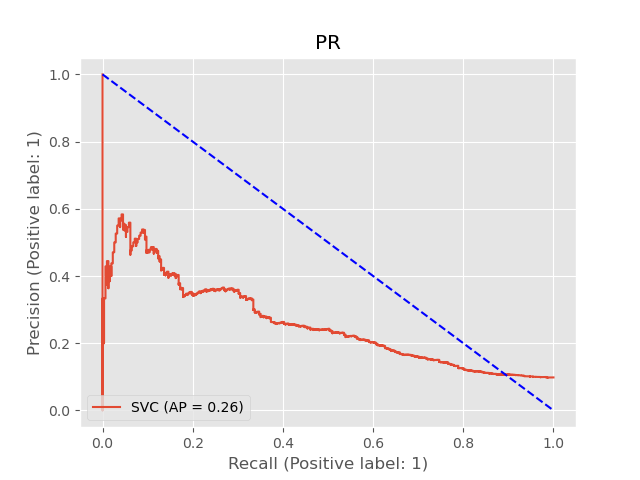 PR
Precision (Positive label: 1)
1.0
0.8
0.6
0.4
0.2
0.0
SVC (AP = 0.26)
0.0 0.2 0.4 0.6 0.8 1.0
Recall (Positive label: 1)